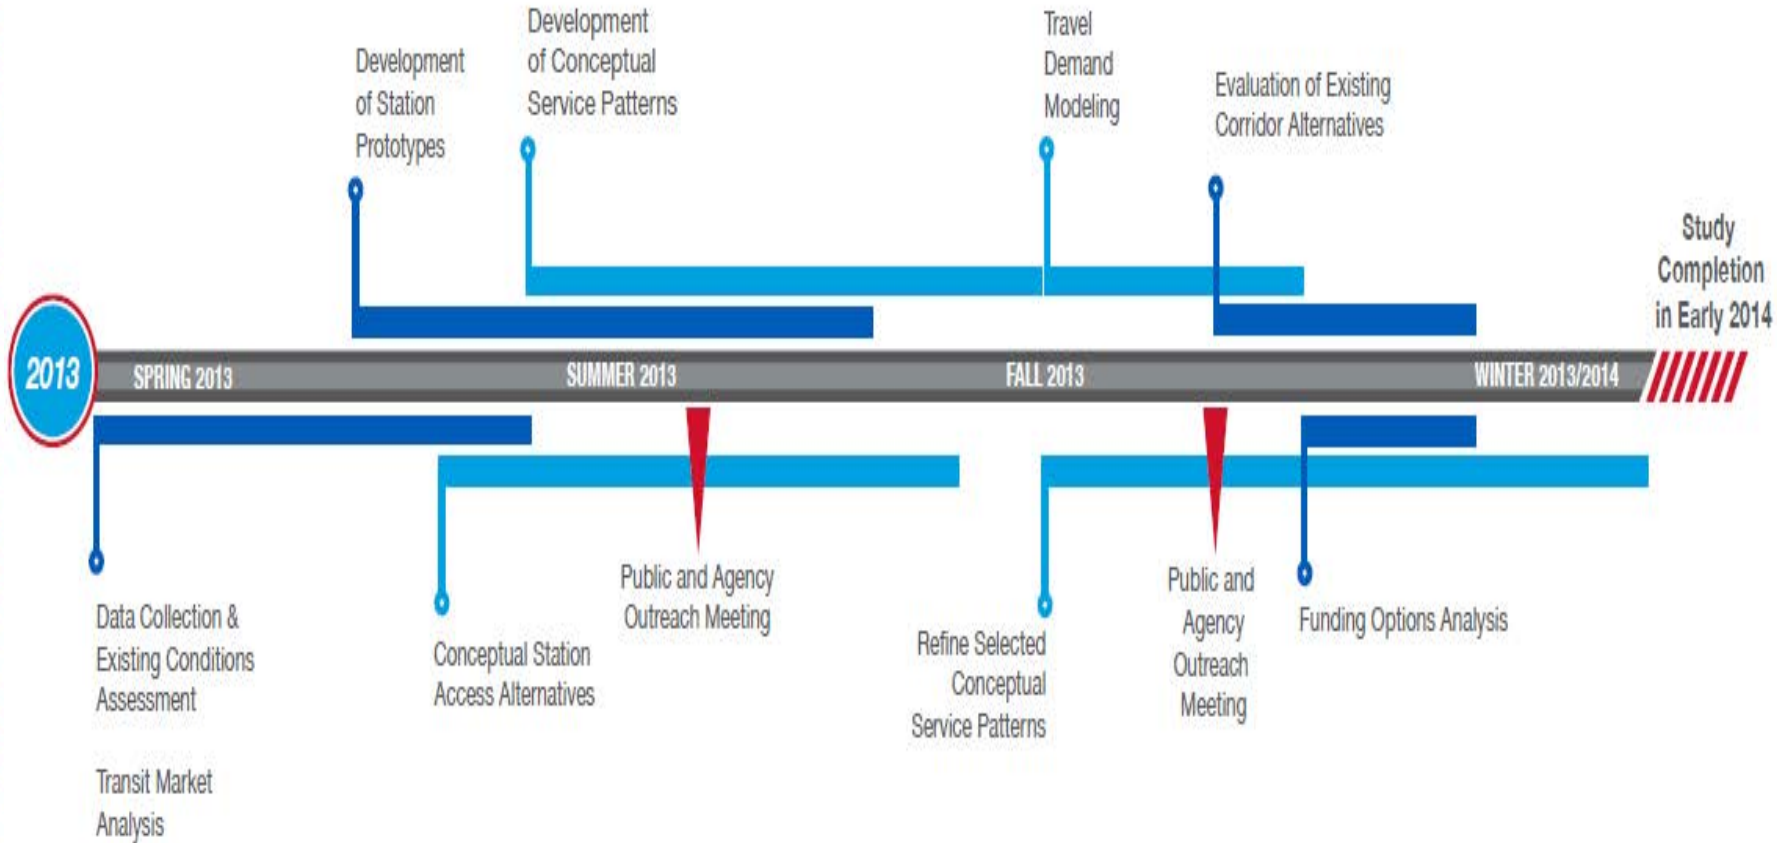 Development
of Station
Prototypes
Development
of Conceptual
Service Patterns
Travel
Demand
Modeling
Evaluation of Existing
Corridor Alternatives
Study
Completion
in Early 2014
2013
SPRING 2013
SUMMER 2013
FALL 2013
WINTER 2013/2014
Data Collection &
Existing Conditions
Assessment
Transit Market
Analysis
Conceptual Station
Access Alternatives
Public and Agency
Outreach Meeting
Refine Selected
Conceptual
Service Patterns
Public and
Agency
Outreach
Meeting
Funding Options Analysis